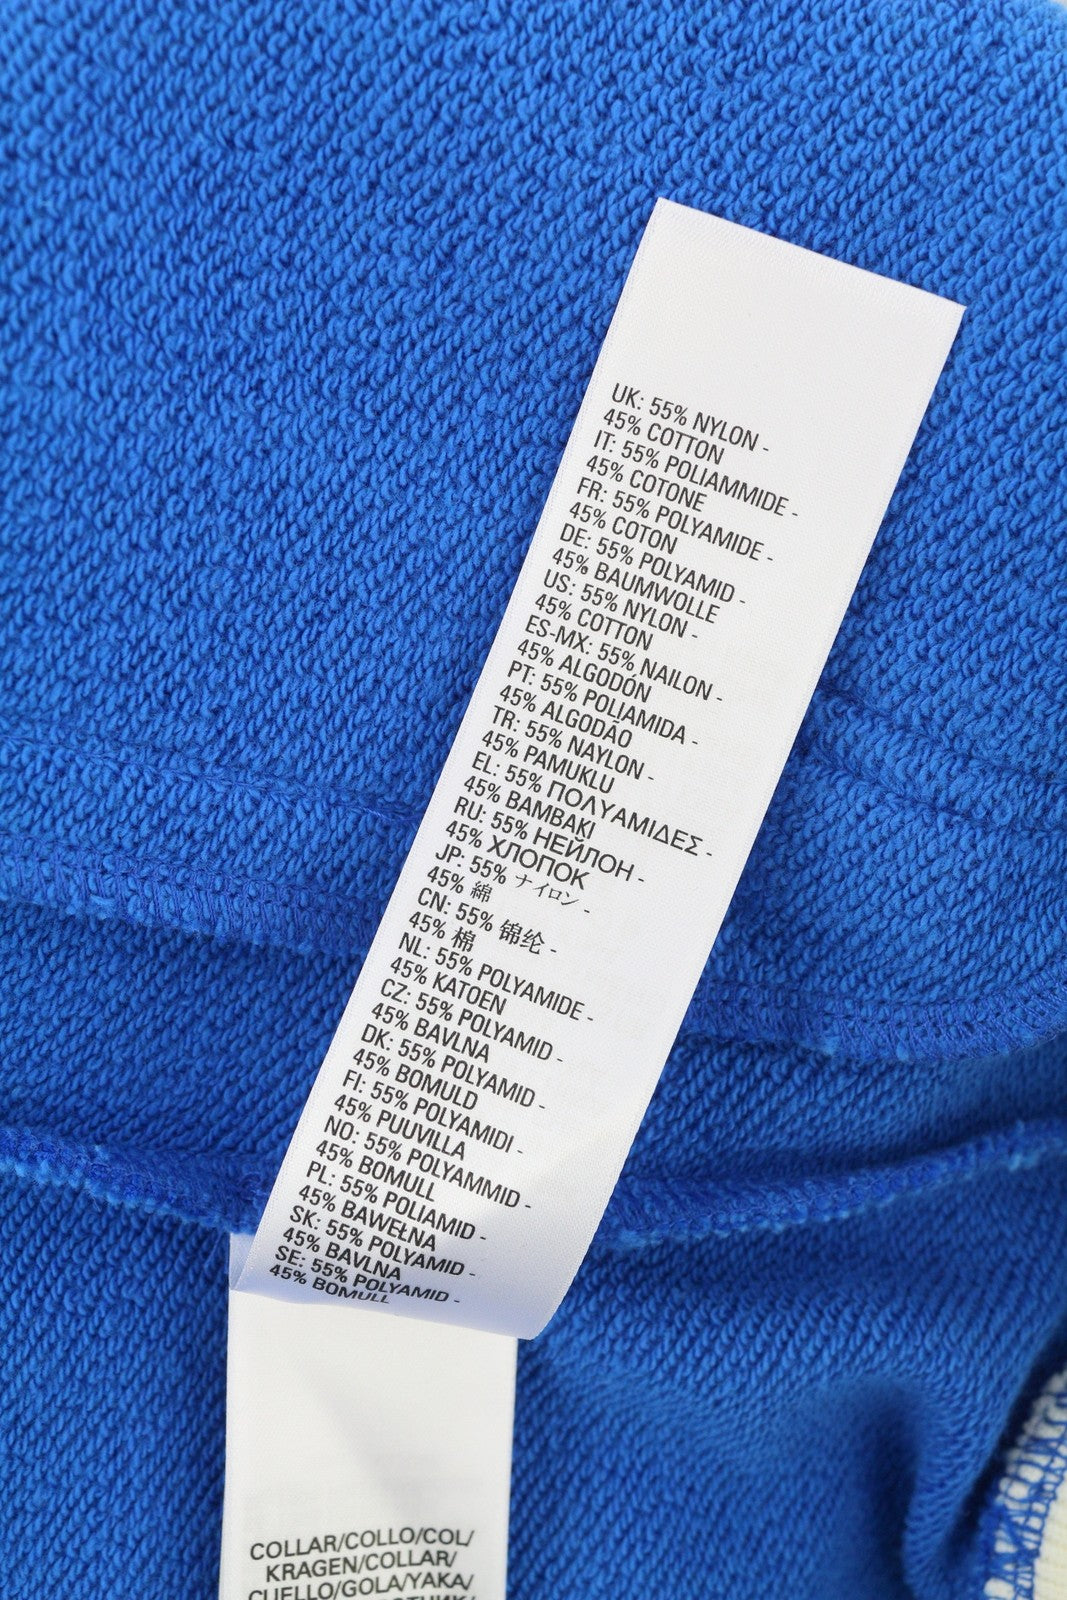 UK: 55% NYLON -
45% COTTON
IT: 55% POLIAMMIDE -
45% COTONE
FR: 55% POLYAMIDE -
45% COTON
DE: 55% POLYAMID -
45% BAUMWOLLE
US: 55% NYLON -
45% COTTON
ES-MX: 55% NAILON -
45% ALGODÓN
PT: 55% POLIAMIDA -
45% ALGODÃO
TR: 55% NAYLON -
45% PAMUKLU
EL: 55% ΠΟΛΥΑΜΙΔΕΣ -
45% ΒΑΜΒΑΚΙ
RU: 55% НЕЙЛОН -
45% ХЛОПОК
JP: 55% ナイロン -
45% 綿
CN: 55% 锦纶 -
45% 棉
NL: 55% POLYAMIDE -
45% KATOEN
CZ: 55% POLYAMID -
45% BAVLNA
DK: 55% POLYAMID -
45% BOMULD
FI: 55% POLYAMIDI -
45% PUUVILLA
NO: 55% POLYAMMID -
45% BOMULL
PL: 55% POLIAMID -
45% BAWEŁNA
SK: 55% POLYAMID -
45% BAVLNA
SE: 55% POLYAMID -
45% BOMULL
COLLAR/COLLO/COL/
KRAGEN/COLLAR/
CUELLO/GOLA/YAKA/